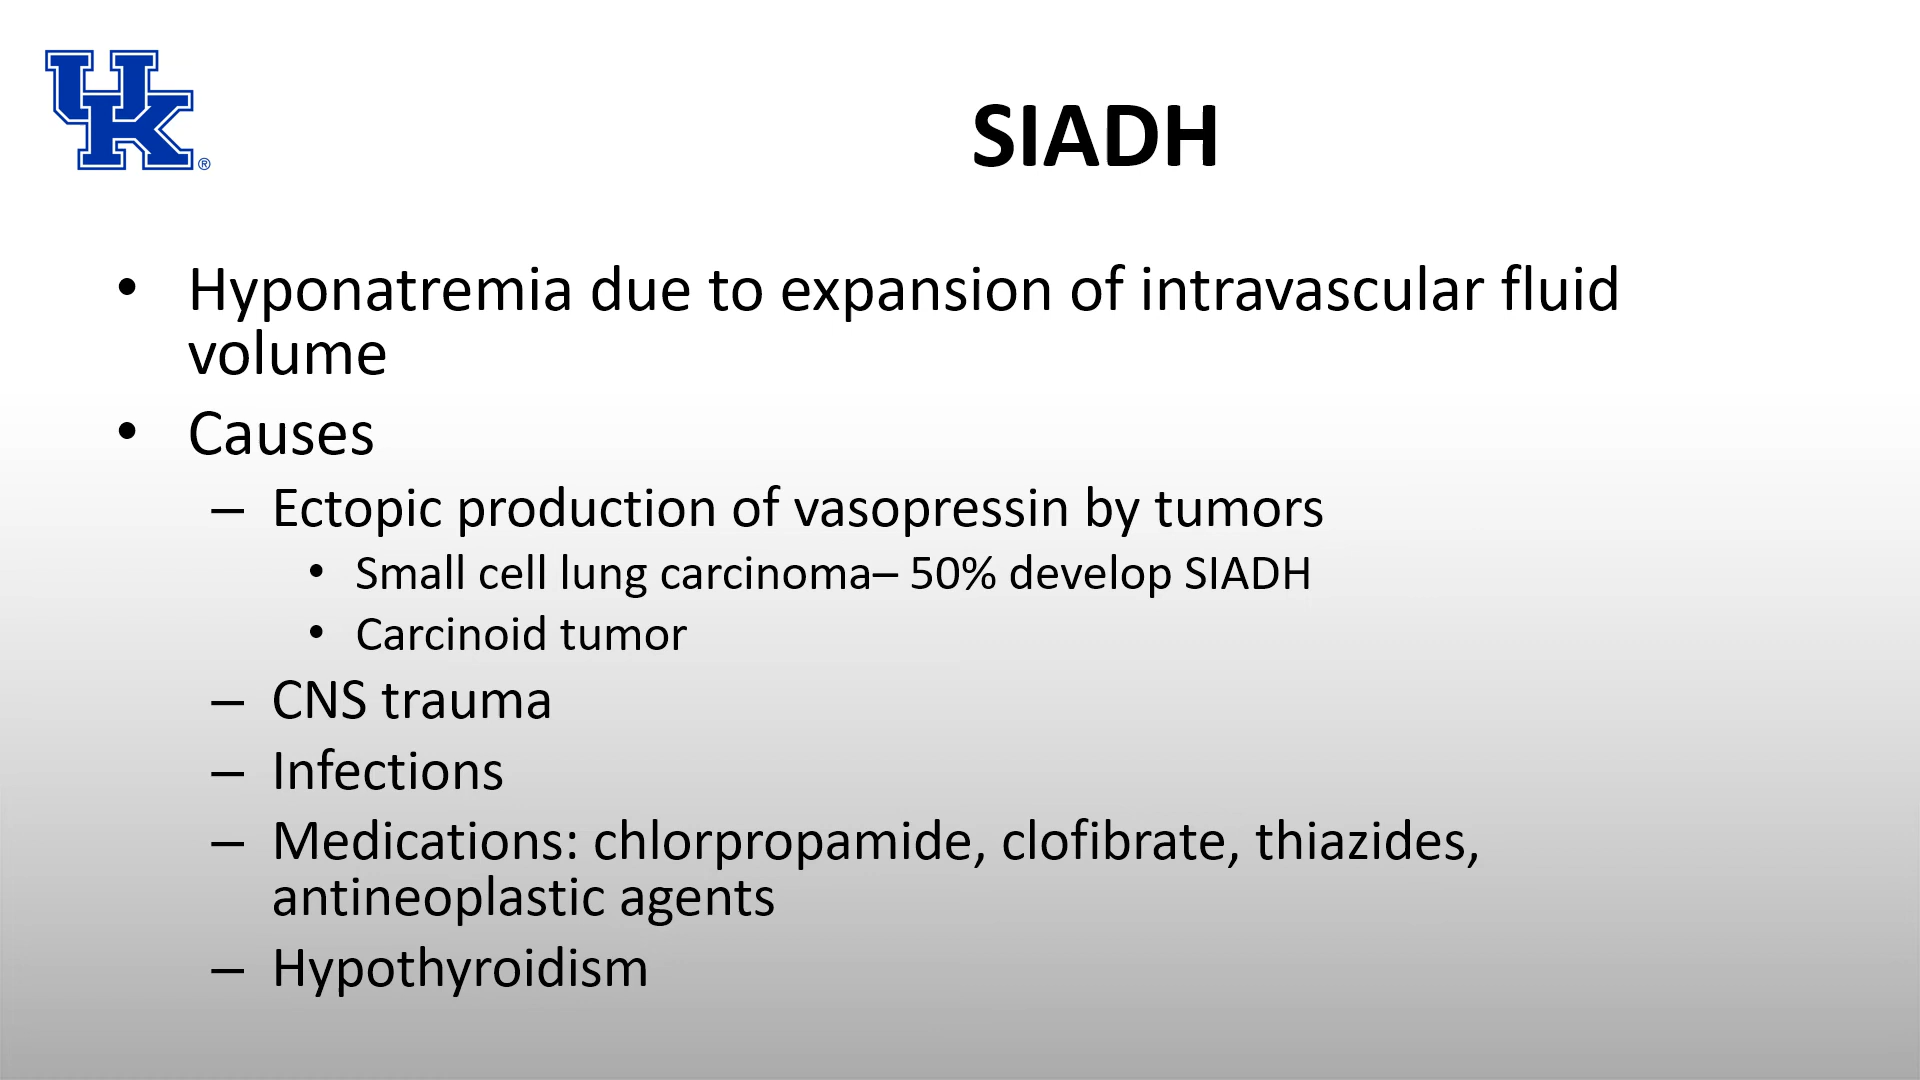 UK®
SIADH
• Hyponatremia due to expansion of intravascular fluid
volume
• Causes
– Ectopic production of vasopressin by tumors
• Small cell lung carcinoma– 50% develop SIADH
• Carcinoid tumor
– CNS trauma
– Infections
– Medications: chlorpropamide, clofibrate, thiazides,
antineoplastic agents
– Hypothyroidism